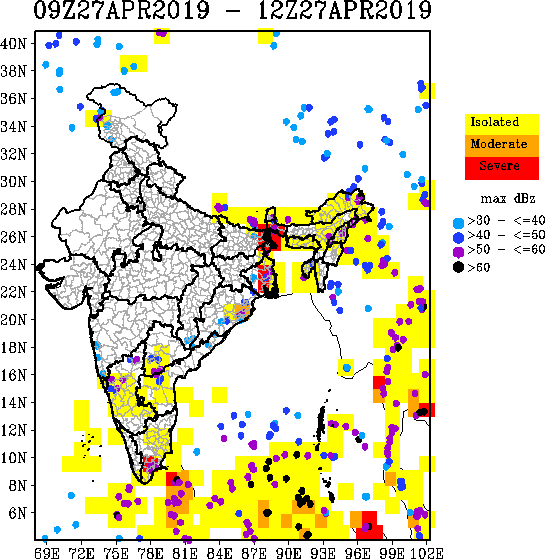 09Z27APR2019 - 12Z27APR2019
40N
38N
36N
34N
32N
30N
28N
26N
24N
22N
20N
18N
16N
14N
12N
10N
8N
6N
69E 72E 75E 78E 81E 84E 87E 90E 93E 96E 99E 102E
Isolated
Moderate
Severe
max dBz
>30 - <=40
>40 - <=50
>50 - <=60
>60